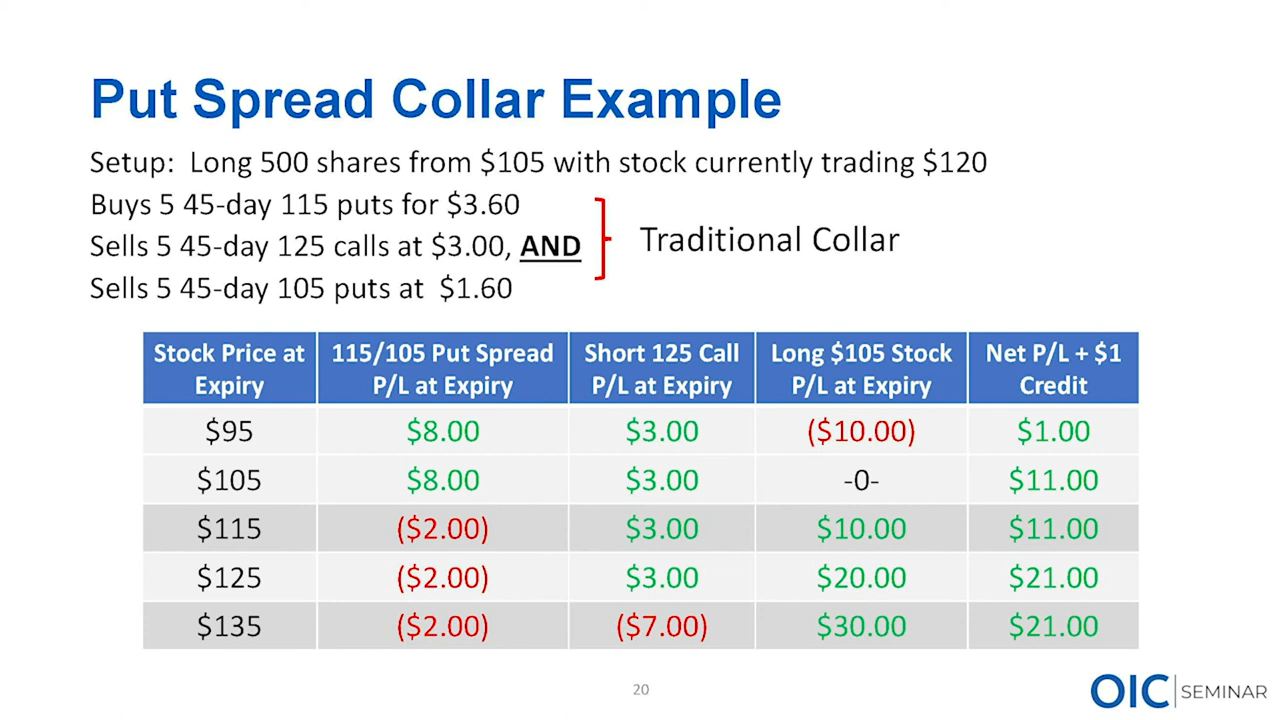 Put Spread Collar Example
Setup:  Long 500 shares from $105 with stock currently trading $120
Buys 5 45-day 115 puts for $3.60
Sells 5 45-day 125 calls at $3.00, AND
Sells 5 45-day 105 puts at  $1.60
Traditional Collar
Stock Price at Expiry | 115/105 Put Spread P/L at Expiry | Short 125 Call P/L at Expiry | Long $105 Stock P/L at Expiry | Net P/L + $1 Credit
$95 | $8.00 | $3.00 | ($10.00) | $1.00
$105 | $8.00 | $3.00 | -0- | $11.00
$115 | ($2.00) | $3.00 | $10.00 | $11.00
$125 | ($2.00) | $3.00 | $20.00 | $21.00
$135 | ($2.00) | ($7.00) | $30.00 | $21.00
20
OIC | SEMINAR